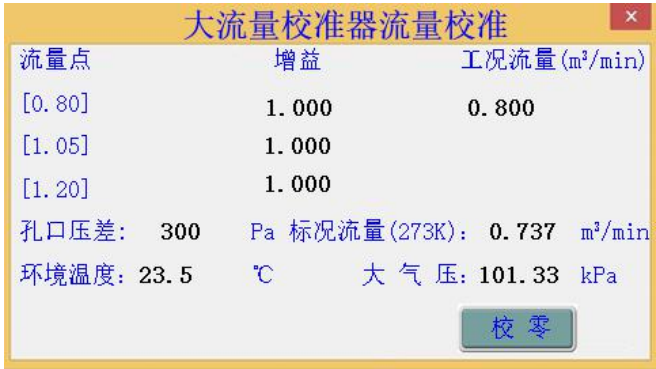 大流量校准器流量校准
流量点 增益 工况流量(m³/min)
[0.80] 1.000 0.800
[1.05] 1.000
[1.20] 1.000
孔口压差: 300 Pa 标况流量(273K): 0.737 m³/min
环境温度: 23.5 ℃ 大 气 压: 101.33 kPa
校 零